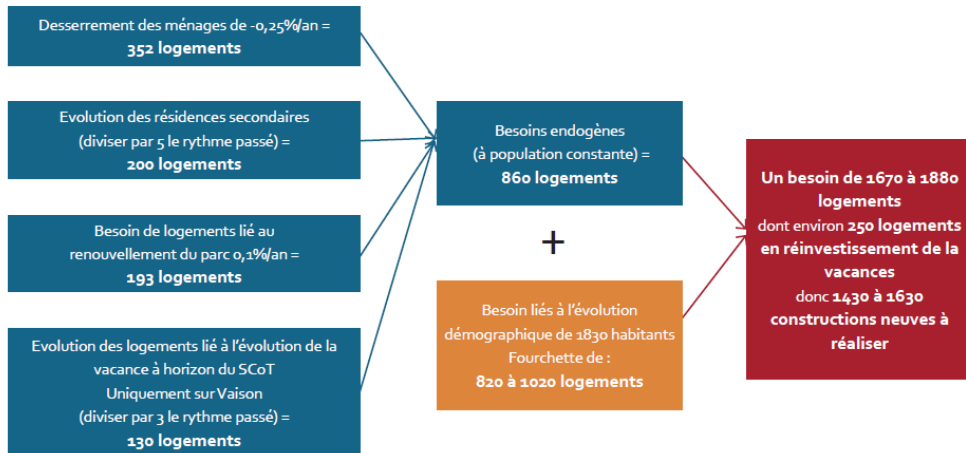 Desserrement des ménages de -0,25%/an =
352 logements
Evolution des résidences secondaires
(diviser par 5 le rythme passé) =
200 logements
Besoin de logements lié au
renouvellement du parc 0,1%/an =
193 logements
Evolution des logements lié à l'évolution de la
vacance à horizon du SCoT
Uniquement sur Vaison
(diviser par 3 le rythme passé) =
130 logements
Besoins endogènes
(à population constante) =
860 logements
+
Besoin liés à l'évolution
démographique de 1830 habitants
Fourchette de :
820 à 1020 logements
Un besoin de 1670 à 1880
logements
dont environ 250 logements
en réinvestissement de la
vacances
donc 1430 à 1630
constructions neuves à
réaliser